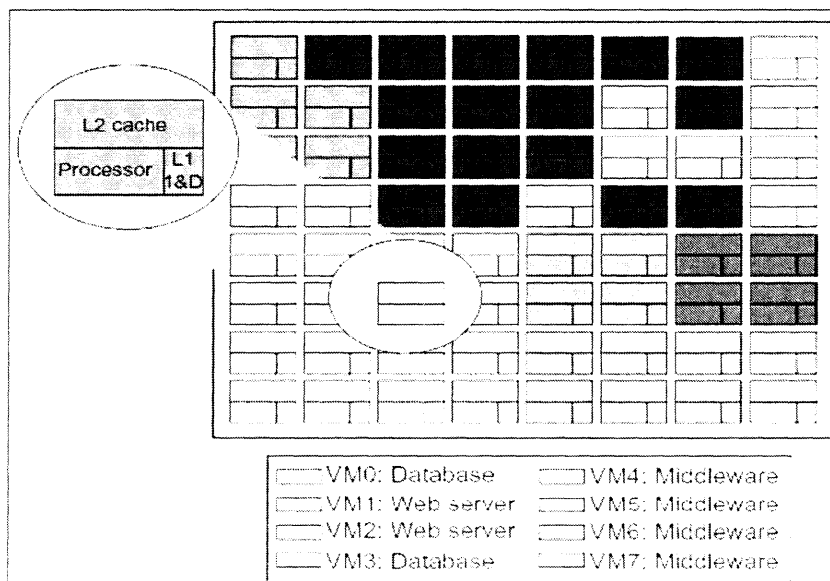 L2 cache
Processor L1
1&D
VM0: Database VM4: Middleware
VM1: Web server VM5: Middleware
VM2: Web server VM6: Middleware
VM3: Database VM7: Middleware